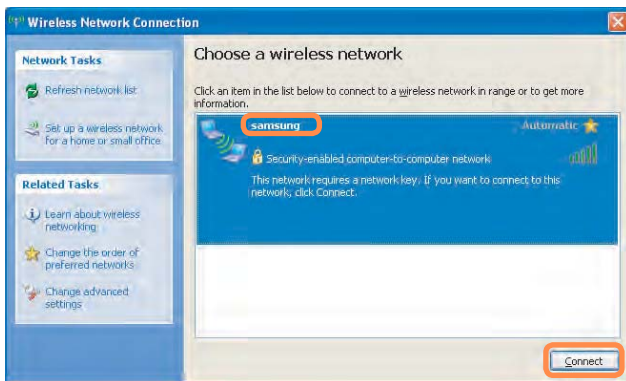 Wireless Network Connection
Network Tasks
Refresh network list
Set up a wireless network
for a home or small office
Related Tasks
Learn about wireless
networking
Change the order of
preferred networks
Change advanced
settings
Choose a wireless network
Click an item in the list below to connect to a wireless network in range or to get more
information.
samsung
Automatic
Security-enabled computer-to-computer network
This network requires a network key. If you want to connect to this
network, click Connect.
Connect